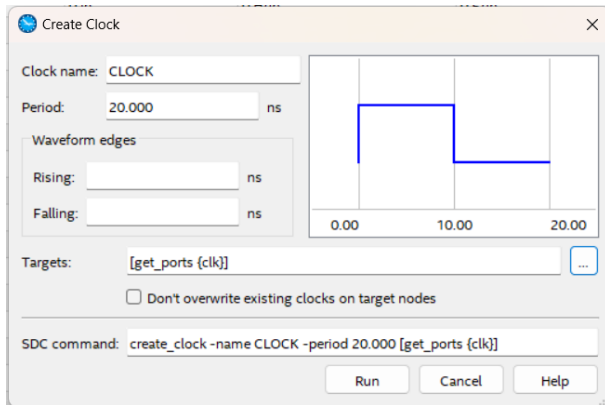 Create Clock
Clock name: CLOCK
Period: 20.000 ns
Waveform edges
Rising: ns
Falling: ns
0.00 10.00 20.00
Targets: [get_ports {clk}] ...
Don't overwrite existing clocks on target nodes
SDC command: create_clock -name CLOCK -period 20.000 [get_ports {clk}]
Run Cancel Help